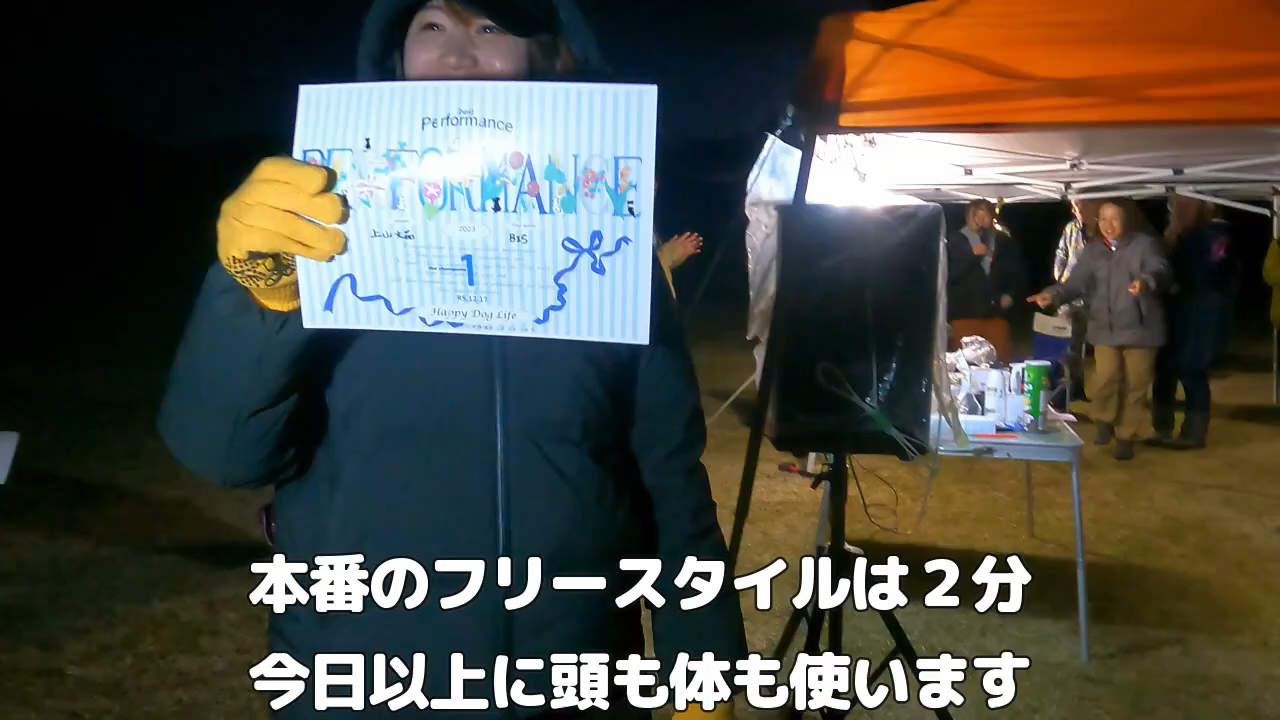 best
Performance
PERFORMANCE
2023
BIS
1
R5.12.17
Happy Dog Life
本番のフリースタイルは２分
今日以上に頭も体も使います